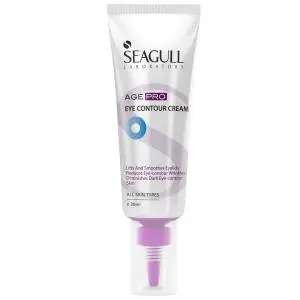 SEAGULL
LABORATORY
AGE PRO
EYE CONTOUR CREAM
Lifts And Smoothes Eyelids
Reduces Eye-contour Wrinkles
Diminishes Dark Eye-contour
Skin
ALL SKIN TYPES